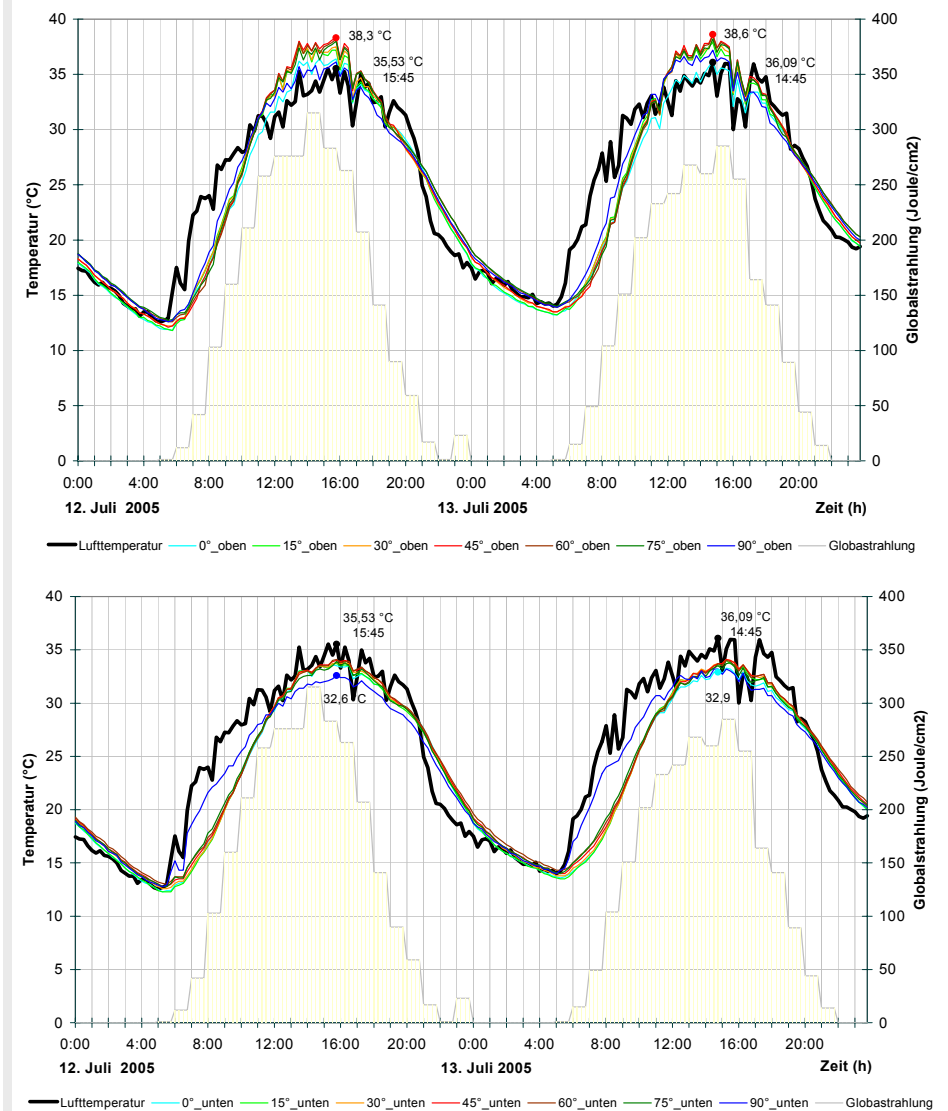 40
400
38,3 °C
38,6 °C
35,53 °C
15:45
36,09 °C
14:45
35
350
30
300
25
250
20
200
15
150
10
100
5
50
0
0
Temperatur (°C)
Globalstrahlung (Joule/cm2)
0:00 4:00 8:00 12:00 16:00 20:00 0:00 4:00 8:00 12:00 16:00 20:00
12. Juli 2005 13. Juli 2005 Zeit (h)
Lufttemperatur 0°_oben 15°_oben 30°_oben 45°_oben 60°_oben 75°_oben 90°_oben Globastrahlung
40
400
35,53 °C
15:45
36,09 °C
14:45
35
350
32,6 °C
32,9
30
300
25
250
20
200
15
150
10
100
5
50
0
0
Temperatur (°C)
Globalstrahlung (Joule/cm2)
0:00 4:00 8:00 12:00 16:00 20:00 0:00 4:00 8:00 12:00 16:00 20:00
12. Juli 2005 13. Juli 2005 Zeit (h)
Lufttemperatur 0°_unten 15°_unten 30°_unten 45°_unten 60°_unten 75°_unten 90°_unten Globastrahlung